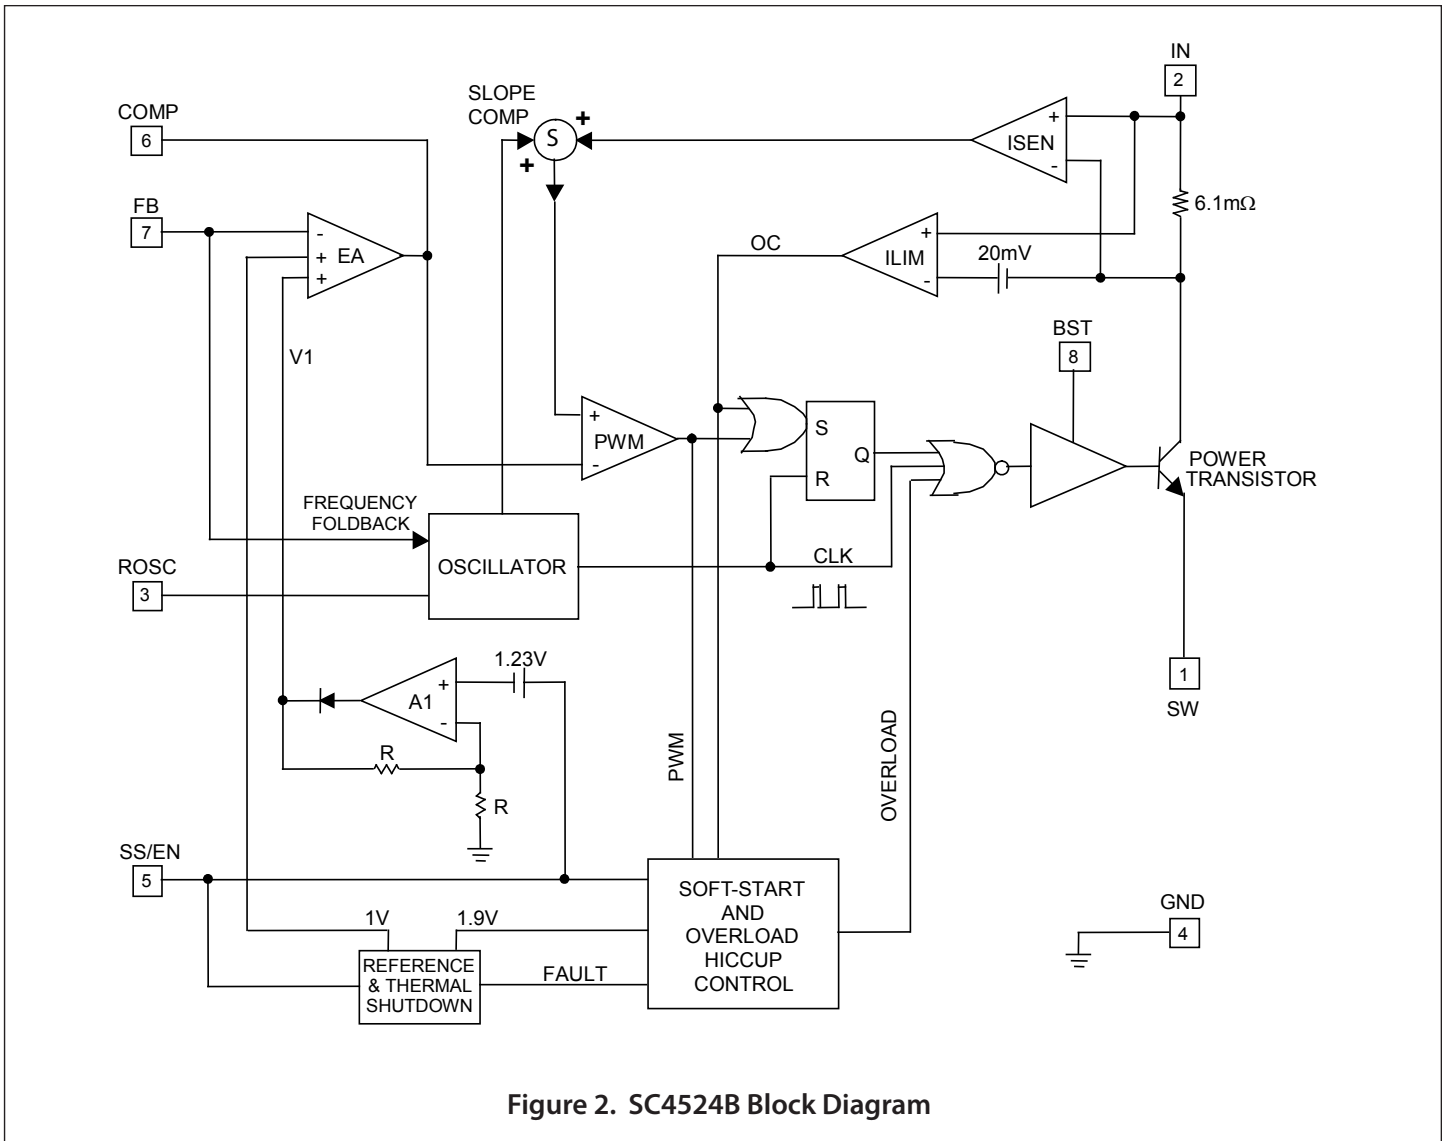 IN
2
SLOPE
COMP
+
S
+
COMP
6
+
ISEN
-
6.1mΩ
FB
7
-
+ EA
+
OC
+
ILIM
-
20mV
BST
8
V1
+
PWM
-
S
Q
R
POWER
TRANSISTOR
FREQUENCY
FOLDBACK
OSCILLATOR
CLK
ROSC
3
1.23V
+
A1
-
1
SW
R
R
PWM
OVERLOAD
SS/EN
5
1V
1.9V
REFERENCE
& THERMAL
SHUTDOWN
FAULT
SOFT-START
AND
OVERLOAD
HICCUP
CONTROL
GND
4
Figure 2. SC4524B Block Diagram